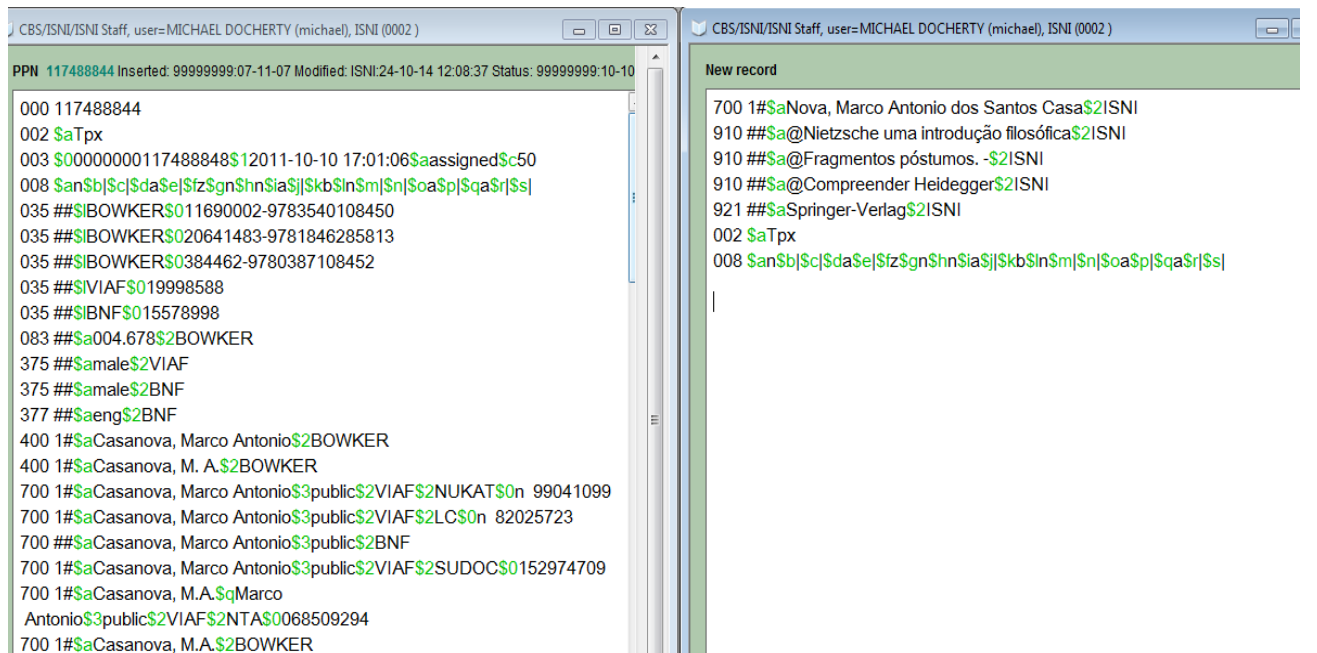 CBS/ISNI/ISNI Staff, user=MICHAEL DOCHERTY (michael), ISNI (0002 )
PPN 117488844 Inserted: 99999999:07-11-07 Modified: ISNI:24-10-14 12:08:37 Status: 99999999:10-10
000 117488844
002 $aTpx
003 $00000000117488848$12011-10-10 17:01:06$aassigned$c50
008 $an$b|$c|$da$e|$fz$gn$hn$ia$j|$kb$ln$m|$n|$oa$p|$qa$r|$s|
035 ##$lBOWKER$011690002-9783540108450
035 ##$lBOWKER$020641483-9781846285813
035 ##$lBOWKER$0384462-9780387108452
035 ##$lVIAF$019998588
035 ##$lBNF$015578998
083 ##$a004.678$2BOWKER
375 ##$amale$2VIAF
375 ##$amale$2BNF
377 ##$aeng$2BNF
400 1#$aCasanova, Marco Antonio$2BOWKER
400 1#$aCasanova, M. A.$2BOWKER
700 1#$aCasanova, Marco Antonio$3public$2VIAF$2NUKAT$0n  99041099
700 1#$aCasanova, Marco Antonio$3public$2VIAF$2LC$0n  82025723
700 ##$aCasanova, Marco Antonio$3public$2BNF
700 1#$aCasanova, Marco Antonio$3public$2VIAF$2SUDOC$0152974709
700 1#$aCasanova, M.A.$qMarco
Antonio$3public$2VIAF$2NTA$0068509294
700 1#$aCasanova, M.A.$2BOWKER
CBS/ISNI/ISNI Staff, user=MICHAEL DOCHERTY (michael), ISNI (0002 )
New record
700 1#$aNova, Marco Antonio dos Santos Casa$2ISNI
910 ##$a@Nietzsche uma introdução filosófica$2ISNI
910 ##$a@Fragmentos póstumos. -$2ISNI
910 ##$a@Compreender Heidegger$2ISNI
921 ##$aSpringer-Verlag$2ISNI
002 $aTpx
008 $an$b|$c|$da$e|$fz$gn$hn$ia$j|$kb$ln$m|$n|$oa$p|$qa$r|$s|